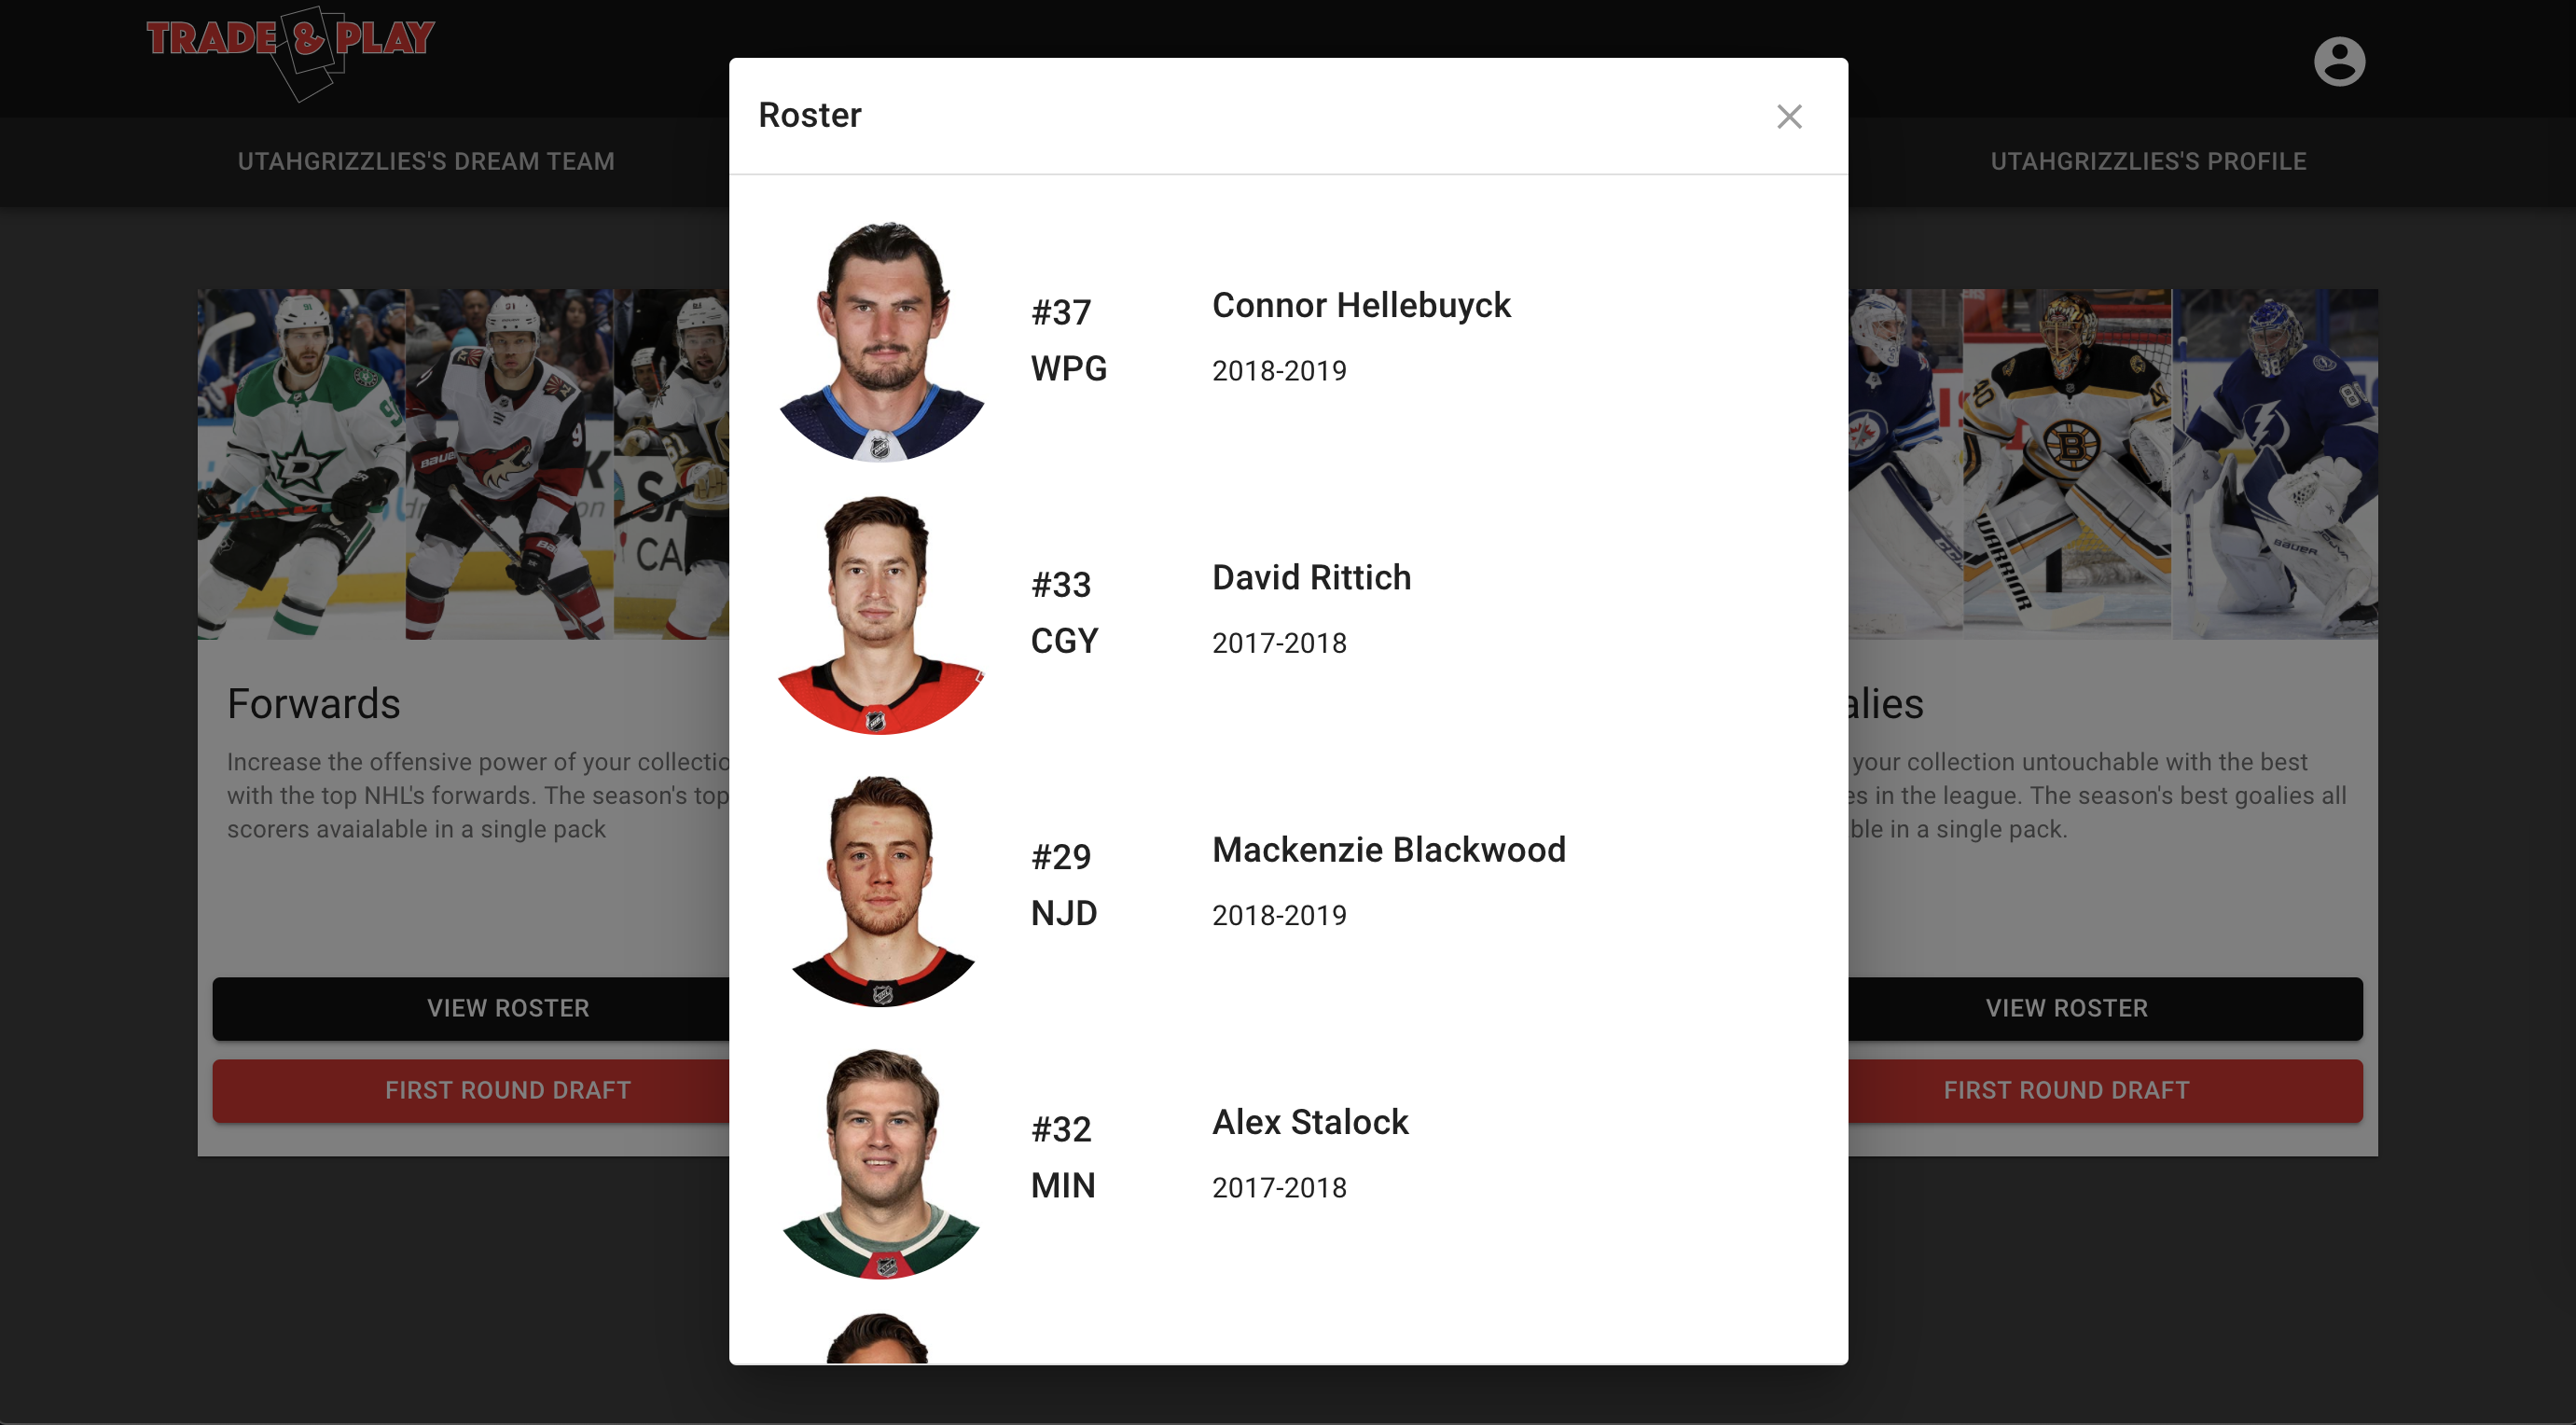 TRADE & PLAY
UTAHGRIZZLIES'S DREAM TEAM
UTAHGRIZZLIES'S PROFILE
Roster
#37
WPG
Connor Hellebuyck
2018-2019
#33
CGY
David Rittich
2017-2018
#29
NJD
Mackenzie Blackwood
2018-2019
#32
MIN
Alex Stalock
2017-2018
Forwards
Increase the offensive power of your collectio
with the top NHL's forwards. The season's top
scorers avaialable in a single pack
VIEW ROSTER
FIRST ROUND DRAFT
alies
your collection untouchable with the best
es in the league. The season's best goalies all
ble in a single pack.
VIEW ROSTER
FIRST ROUND DRAFT
BAUER
WARRIOR
BAUER